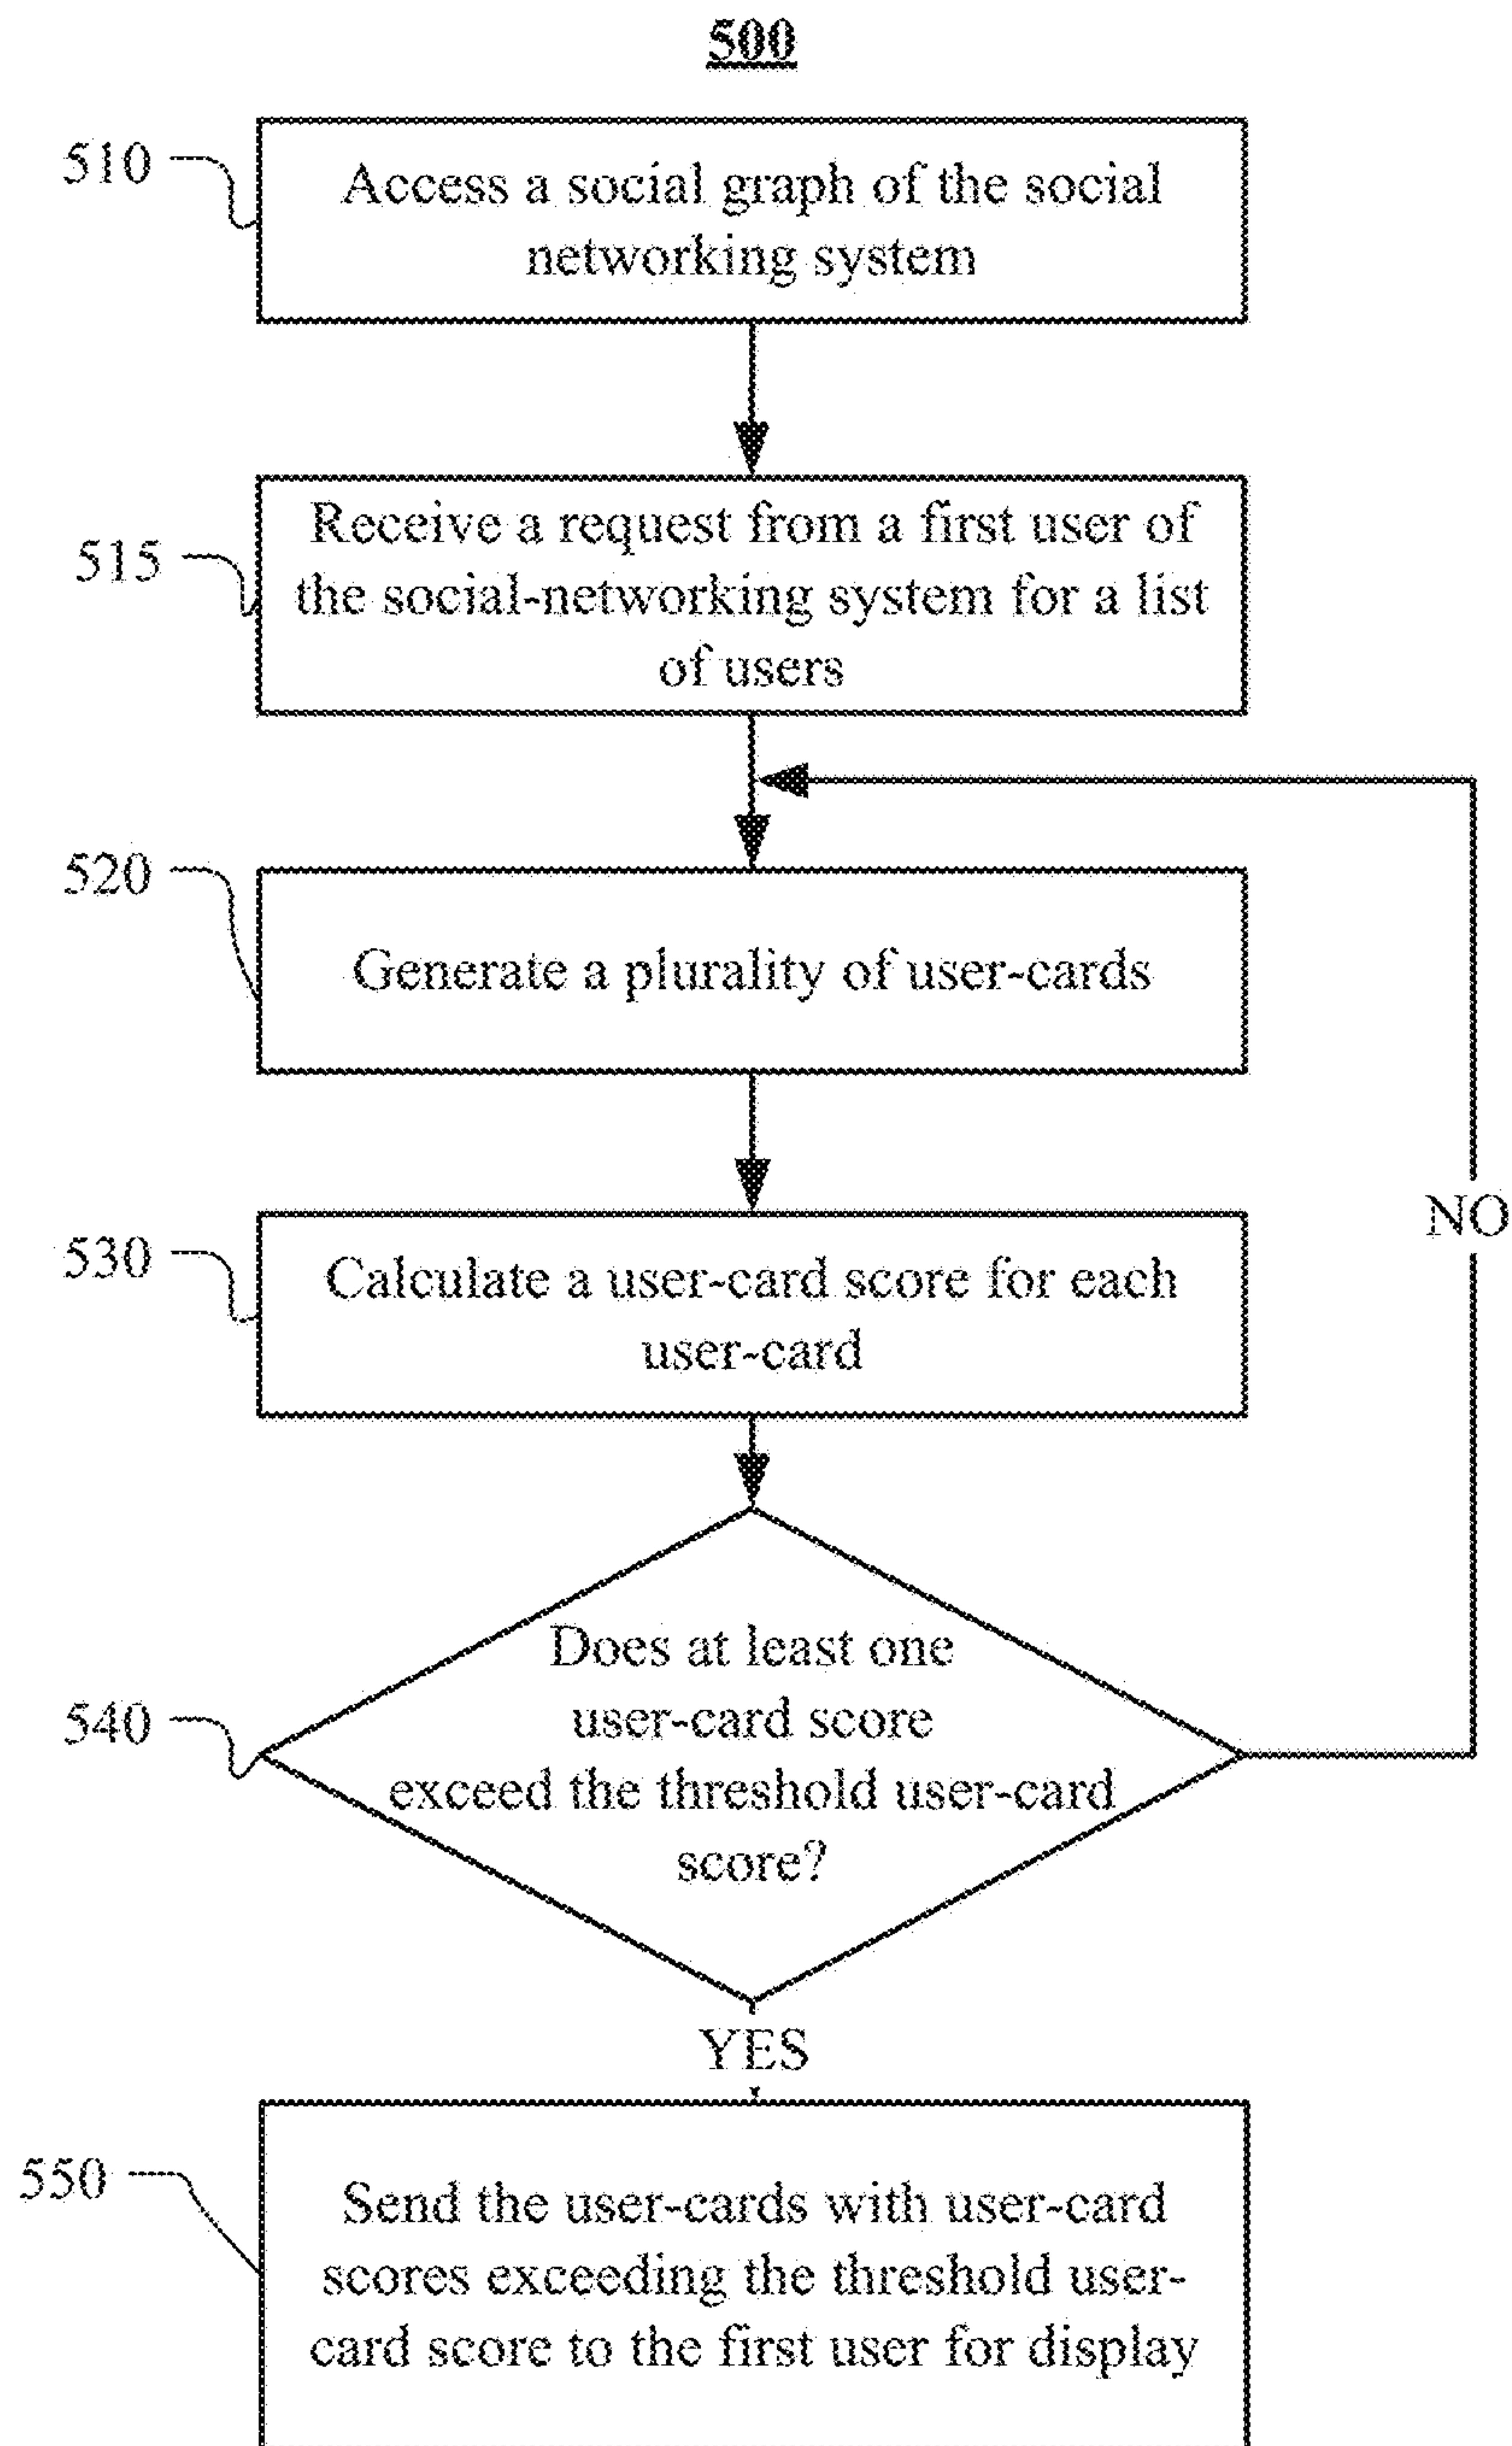 500
510
Access a social graph of the social
networking system
515
Receive a request from a first user of
the social-networking system for a list
of users
520
Generate a plurality of user-cards
530
Calculate a user-card score for each
user-card
NO
540
Does at least one
user-card score
exceed the threshold user-card
score?
YES
550
Send the user-cards with user-card
scores exceeding the threshold user-
card score to the first user for display